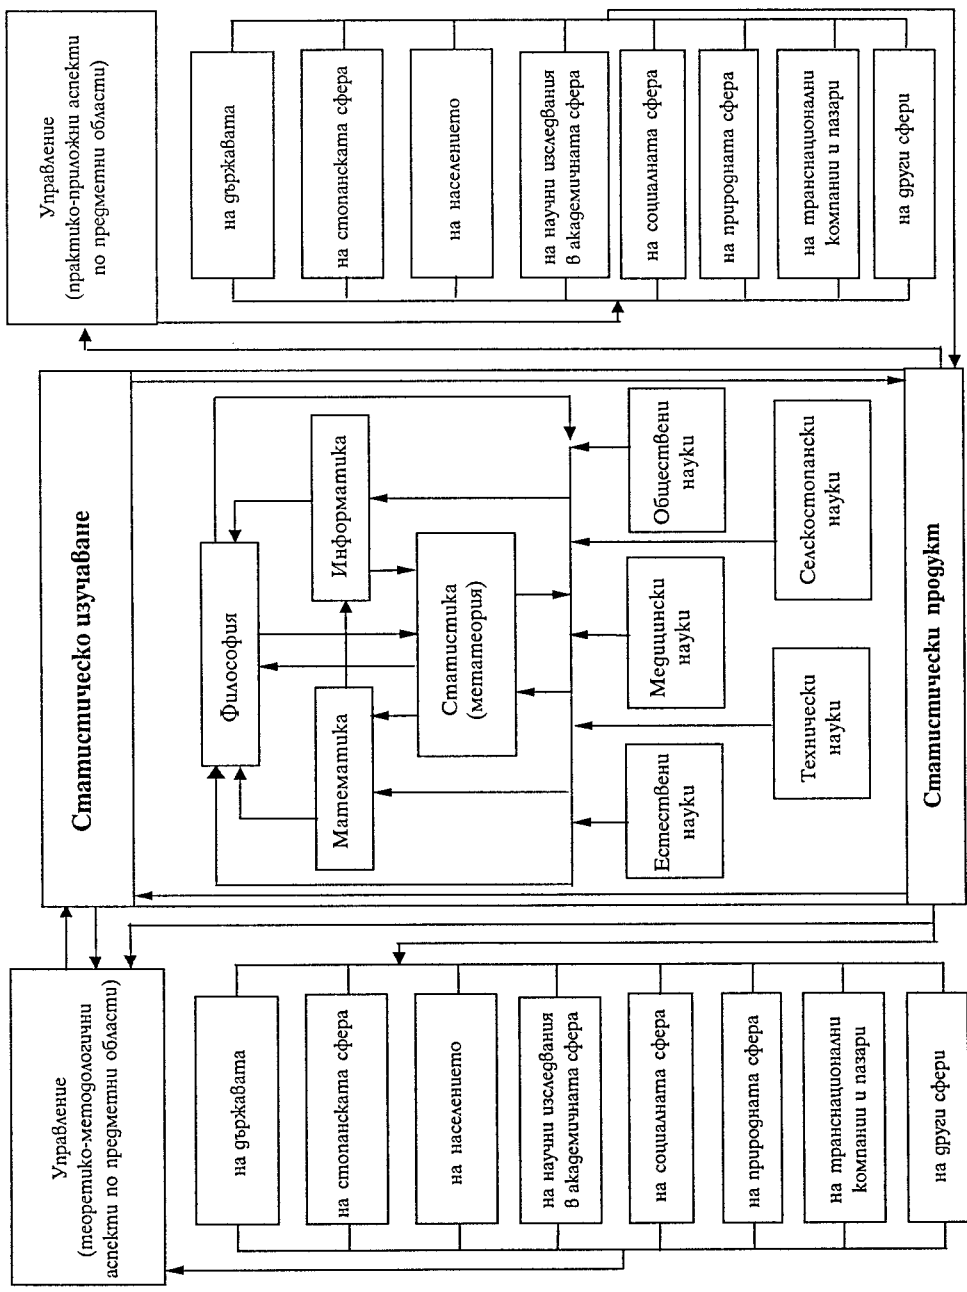 Управление
(теоретико-методологични
аспекти по предметни области)
на държавата
на стопанската сфера
на населението
на научни изследвания
в академичната сфера
на социалната сфера
на природната сфера
на транснационални
компании и пазари
на други сфери
Статистическо изучаване
Философия
Математика
Информатика
Статистика
(метатеория)
Естествени
науки
Медицински
науки
Обществени
науки
Технически
науки
Селскостопански
науки
Статистически продукт
Управление
(практико-приложни аспекти
по предметни области)
на държавата
на стопанската сфера
на населението
на научни изследвания
в академичната сфера
на социалната сфера
на природната сфера
на транснационални
компании и пазари
на други сфери